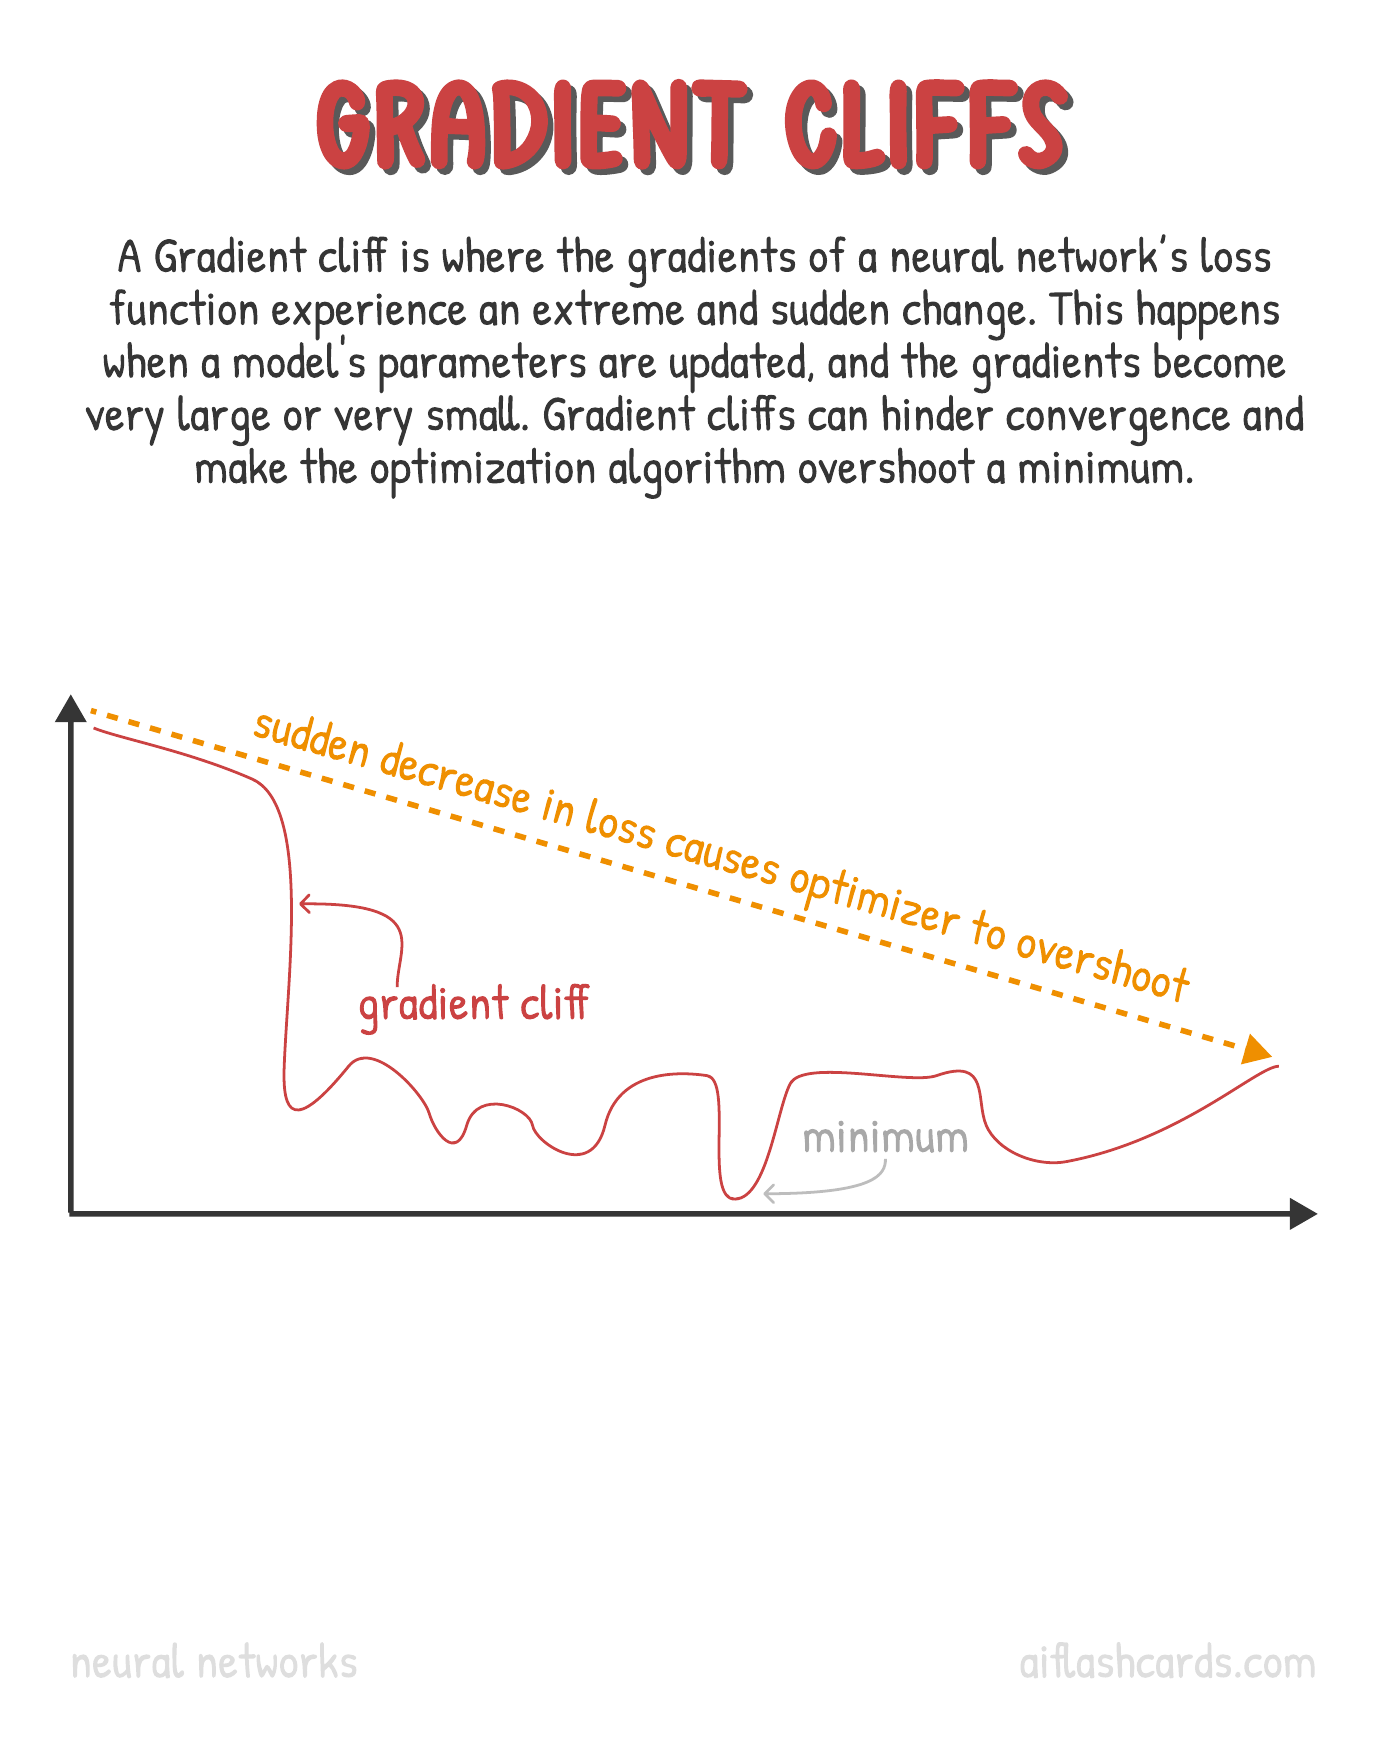 GRADIENT CLIFFS
A Gradient cliff is where the gradients of a neural network's loss
function experience an extreme and sudden change. This happens
when a model's parameters are updated, and the gradients become
very large or very small. Gradient cliffs can hinder convergence and
make the optimization algorithm overshoot a minimum.
sudden decrease in loss causes optimizer to overshoot
gradient cliff
minimum
neural networks
aiflashcards.com